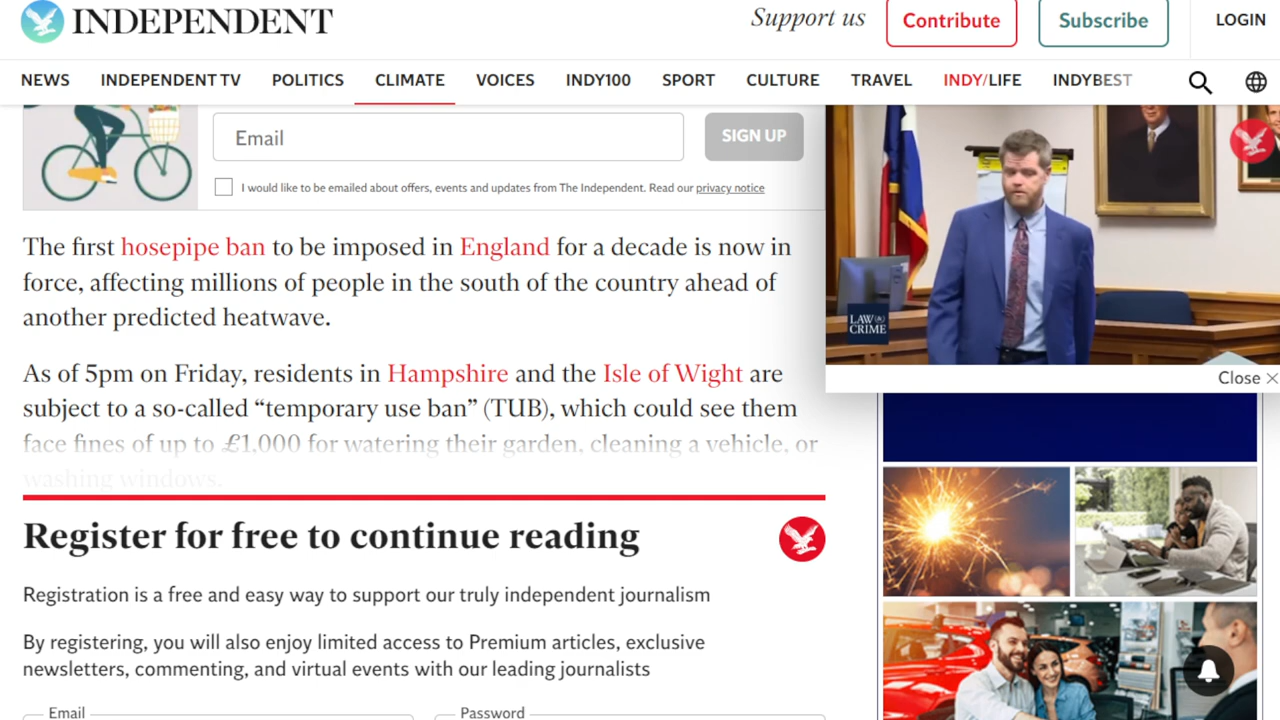 INDEPENDENT
Support us
Contribute
Subscribe
LOGIN
NEWS INDEPENDENT TV POLITICS CLIMATE VOICES INDY100 SPORT CULTURE TRAVEL INDY/LIFE INDYBEST
Email
SIGN UP
I would like to be emailed about offers, events and updates from The Independent. Read our privacy notice
The first hosepipe ban to be imposed in England for a decade is now in
force, affecting millions of people in the south of the country ahead of
another predicted heatwave.
As of 5pm on Friday, residents in Hampshire and the Isle of Wight are
subject to a so-called “temporary use ban” (TUB), which could see them
face fines of up to £1,000 for watering their garden, cleaning a vehicle, or
washing windows.
LAW &
CRIME
Close
Register for free to continue reading
Registration is a free and easy way to support our truly independent journalism
By registering, you will also enjoy limited access to Premium articles, exclusive
newsletters, commenting, and virtual events with our leading journalists
Email
Password